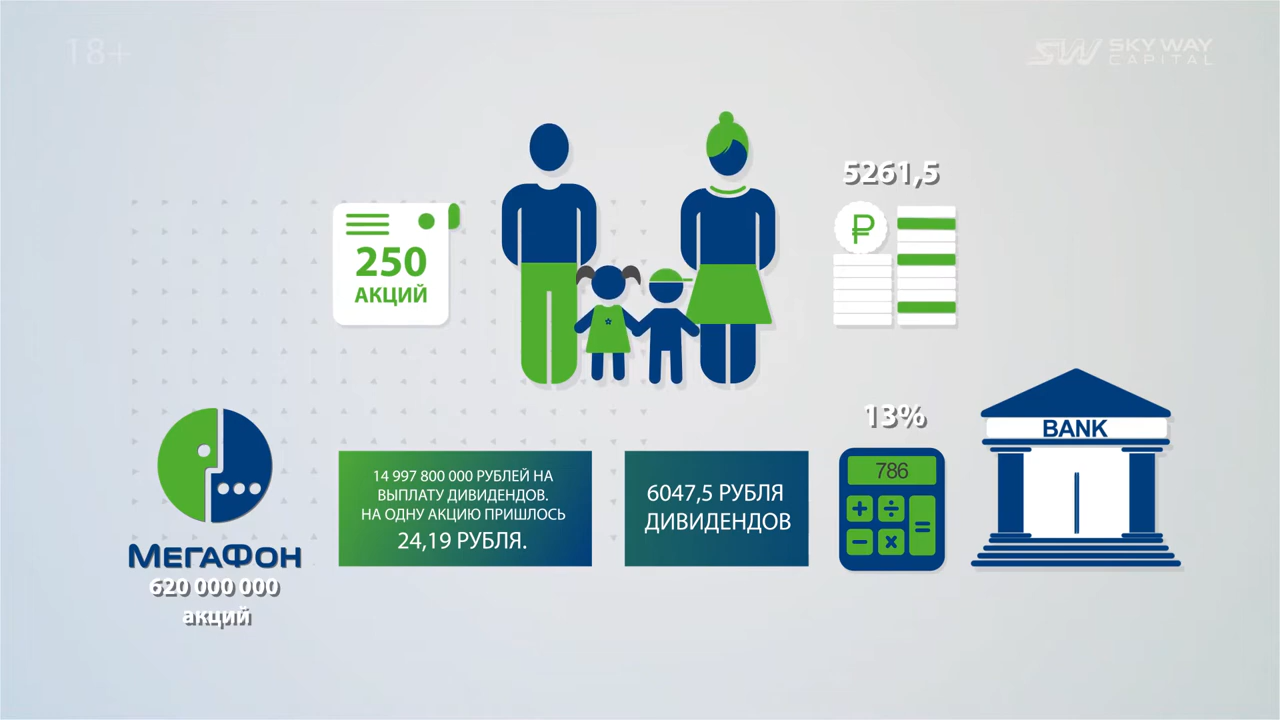 18+
SW SKY WAY
CAPITAL
5261,5
₽
250
АКЦИЙ
13%
BANK
786
+ ÷
− × =
14 997 800 000 РУБЛЕЙ НА
ВЫПЛАТУ ДИВИДЕНДОВ.
НА ОДНУ АКЦИЮ ПРИШЛОСЬ
24,19 РУБЛЯ.
6047,5 РУБЛЯ
ДИВИДЕНДОВ
МЕГАФОН
620 000 000
акций